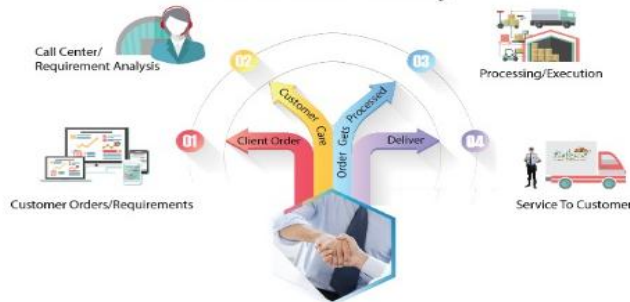 Call Center/
Requirement Analysis
02
03
Processing/Execution
01
Client Order
Customer Care
Order Gets Processed
Deliver
04
Customer Orders/Requirements
Service To Customer